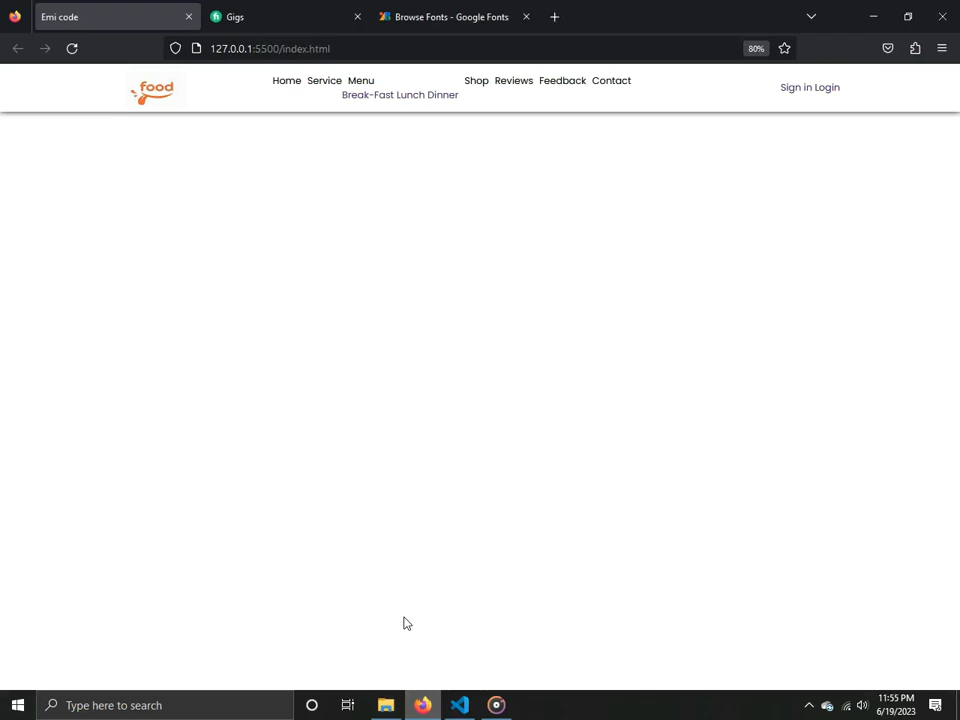 Emi code
Gigs
Browse Fonts - Google Fonts
127.0.0.1:5500/index.html
80%
food
Home Service Menu Shop Reviews Feedback Contact
Break-Fast Lunch Dinner
Sign in Login
Type here to search
11:55 PM
6/19/2023